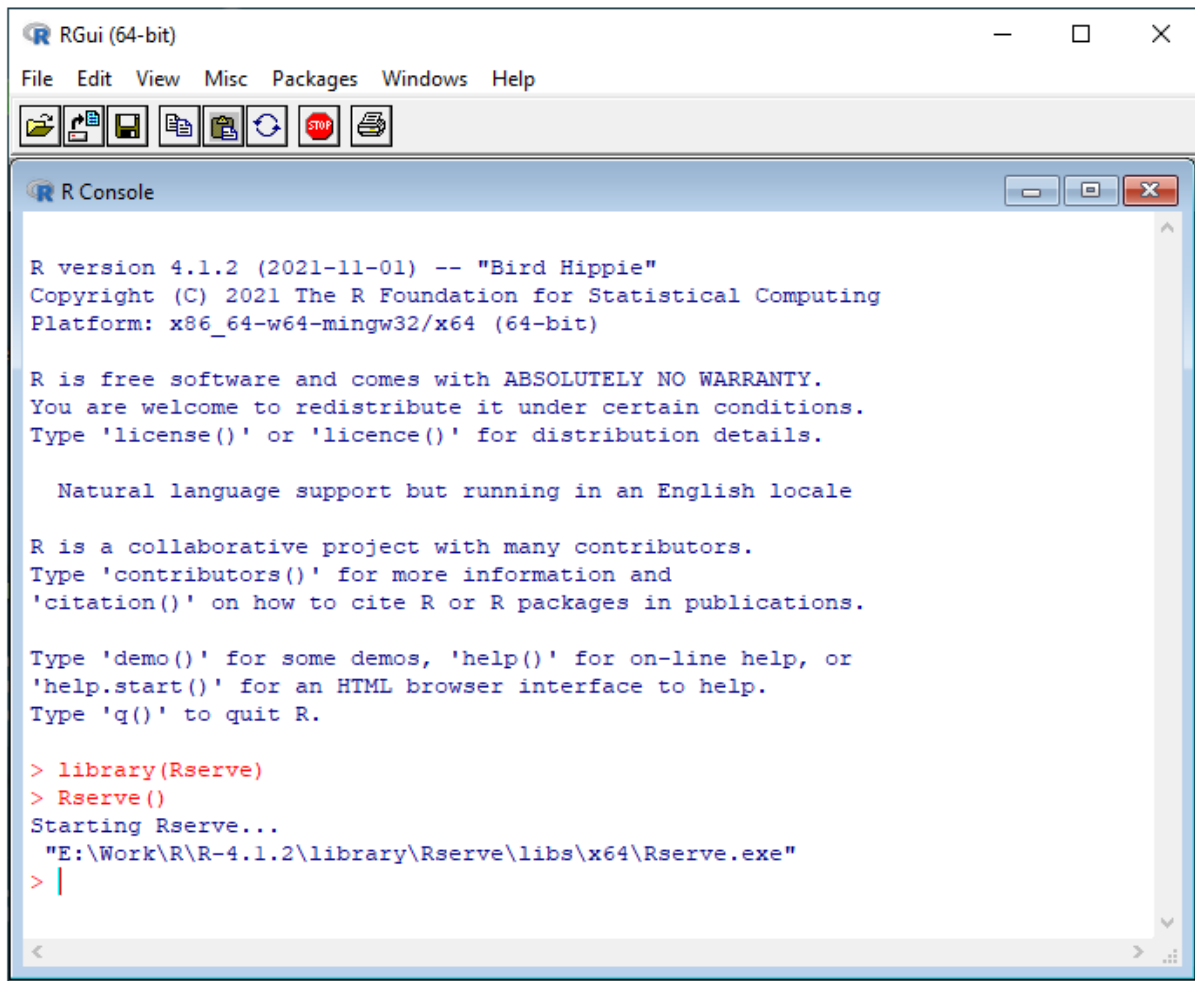 RGui (64-bit)
File Edit View Misc Packages Windows Help
STOP
R Console
R version 4.1.2 (2021-11-01) -- "Bird Hippie"
Copyright (C) 2021 The R Foundation for Statistical Computing
Platform: x86_64-w64-mingw32/x64 (64-bit)
R is free software and comes with ABSOLUTELY NO WARRANTY.
You are welcome to redistribute it under certain conditions.
Type 'license()' or 'licence()' for distribution details.
Natural language support but running in an English locale
R is a collaborative project with many contributors.
Type 'contributors()' for more information and
'citation()' on how to cite R or R packages in publications.
Type 'demo()' for some demos, 'help()' for on-line help, or
'help.start()' for an HTML browser interface to help.
Type 'q()' to quit R.
> library(Rserve)
> Rserve()
Starting Rserve...
"E:\Work\R\R-4.1.2\library\Rserve\libs\x64\Rserve.exe"
>